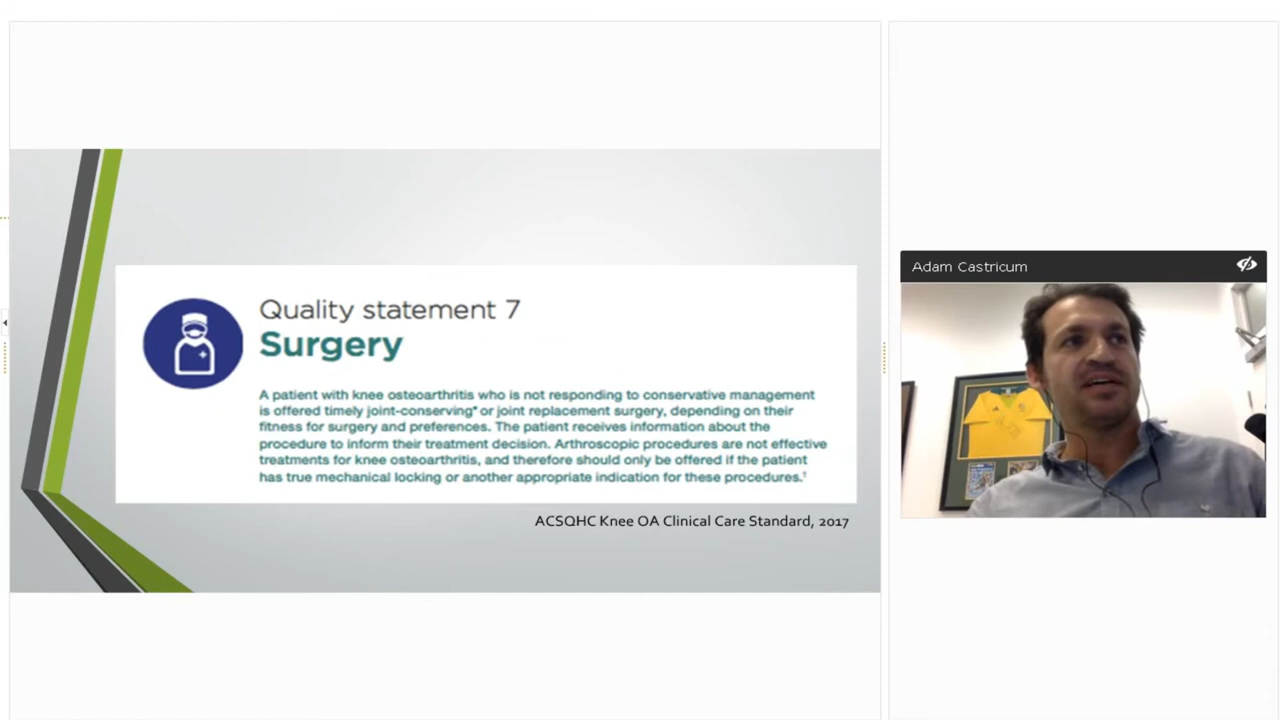 Quality statement 7
Surgery
A patient with knee osteoarthritis who is not responding to conservative management
is offered timely joint-conserving* or joint replacement surgery, depending on their
fitness for surgery and preferences. The patient receives information about the
procedure to inform their treatment decision. Arthroscopic procedures are not effective
treatments for knee osteoarthritis, and therefore should only be offered if the patient
has true mechanical locking or another appropriate indication for these procedures.†
ACSQHC Knee OA Clinical Care Standard, 2017
Adam Castricum